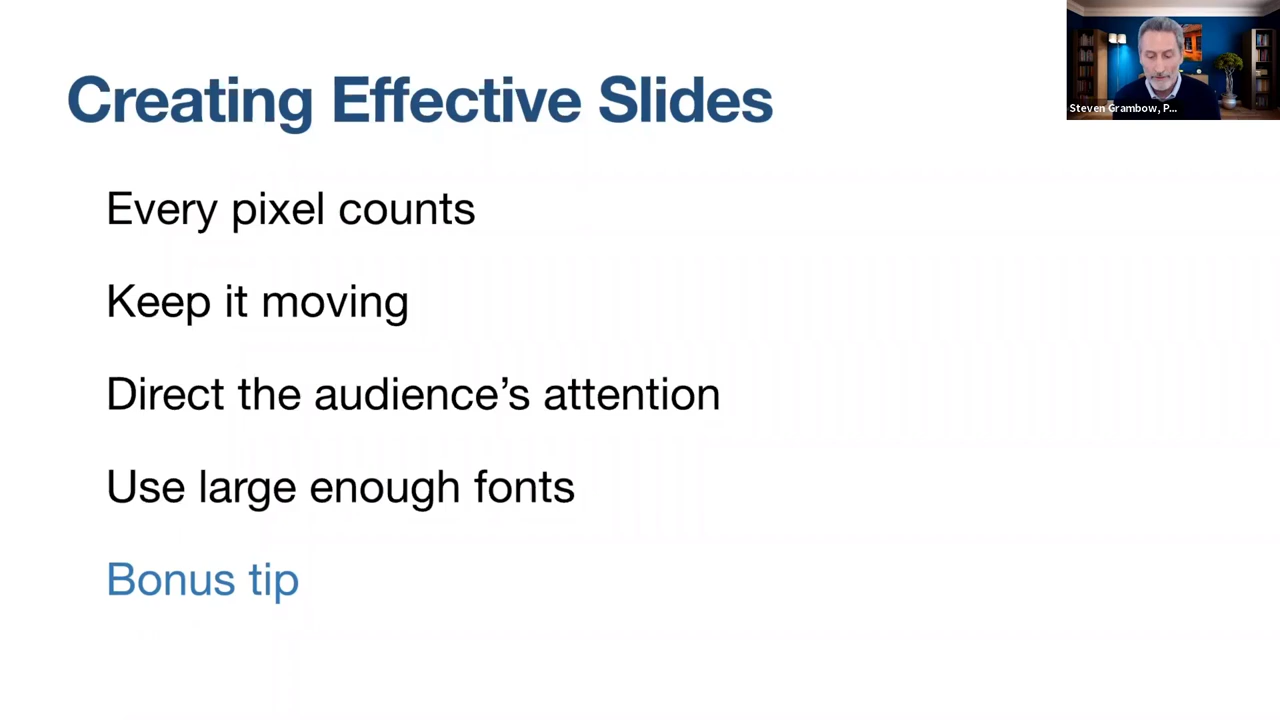 Creating Effective Slides
Steven Grambow, P...
Every pixel counts
Keep it moving
Direct the audience’s attention
Use large enough fonts
Bonus tip